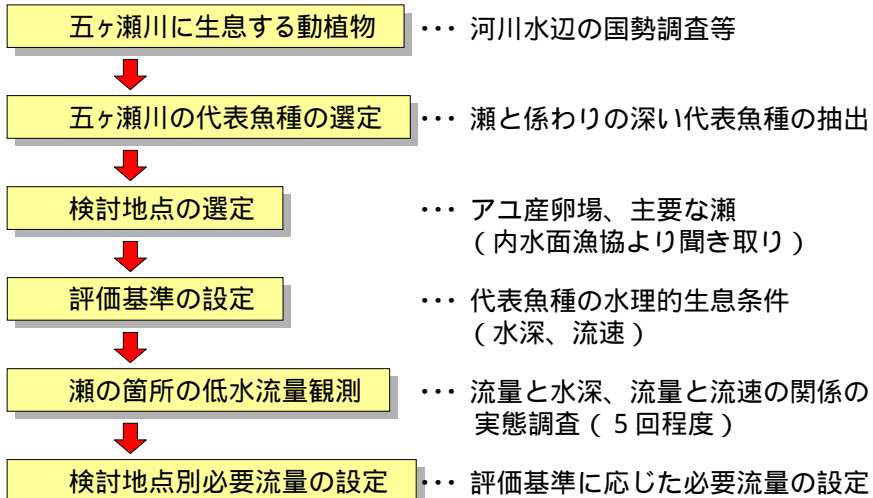 五ヶ瀬川に生息する動植物 ･･･ 河川水辺の国勢調査等
五ヶ瀬川の代表魚種の選定 ･･･ 瀬と係わりの深い代表魚種の抽出
検討地点の選定 ･･･ アユ産卵場、主要な瀬
（内水面漁協より聞き取り）
評価基準の設定 ･･･ 代表魚種の水理的生息条件
（水深、流速）
瀬の箇所の低水流量観測 ･･･ 流量と水深、流量と流速の関係の
実態調査（５回程度）
検討地点別必要流量の設定 ･･･ 評価基準に応じた必要流量の設定